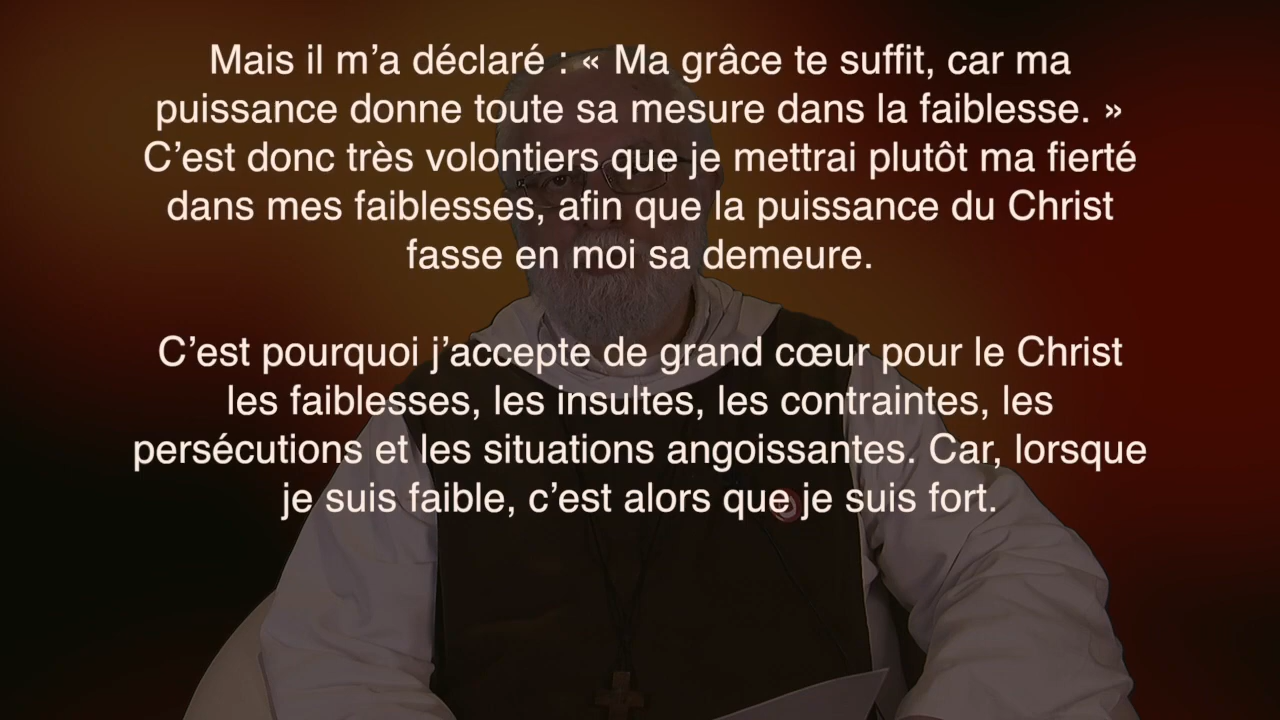 Mais il m’a déclaré : « Ma grâce te suffit, car ma
puissance donne toute sa mesure dans la faiblesse. »
C’est donc très volontiers que je mettrai plutôt ma fierté
dans mes faiblesses, afin que la puissance du Christ
fasse en moi sa demeure.
C’est pourquoi j’accepte de grand cœur pour le Christ
les faiblesses, les insultes, les contraintes, les
persécutions et les situations angoissantes. Car, lorsque
je suis faible, c’est alors que je suis fort.